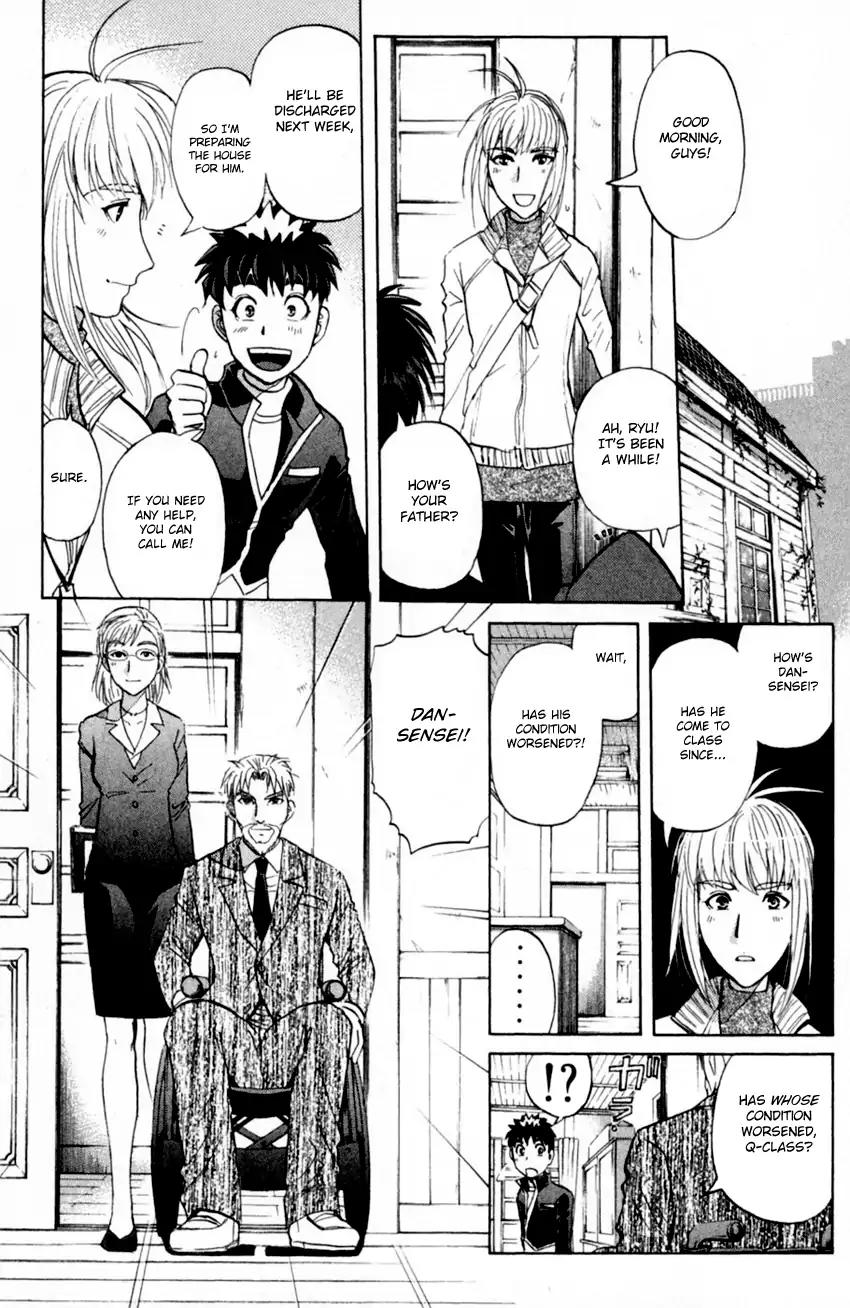 GOOD
MORNING,
GUYS!
AH, RYU!
IT'S BEEN
A WHILE!
HOW'S
YOUR
FATHER?
HE'LL BE
DISCHARGED
NEXT WEEK,
SO I'M
PREPARING
THE HOUSE
FOR HIM.
IF YOU NEED
ANY HELP,
YOU CAN
CALL ME!
SURE.
HOW'S
DAN-
SENSEI?
HAS HE
COME TO
CLASS
SINCE...
WAIT,
HAS HIS
CONDITION
WORSENED?!
......
HAS WHOSE
CONDITION
WORSENED,
Q-CLASS?
ガラ
!?
DAN-
SENSEI!